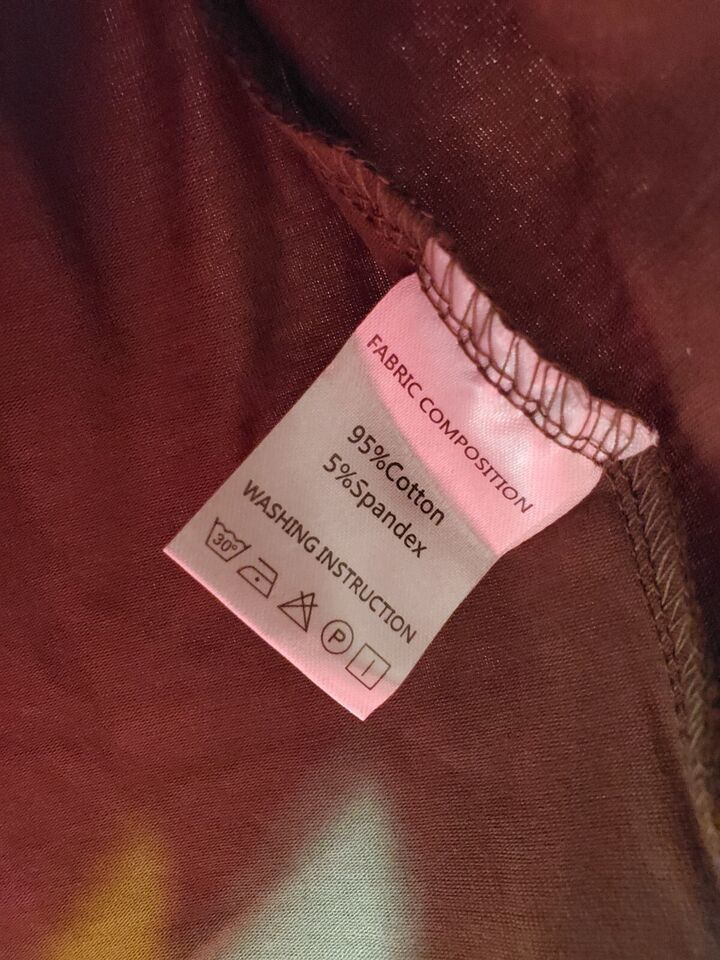 FABRIC COMPOSITION
95%Cotton
5%Spandex
WASHING INSTRUCTION
30° P